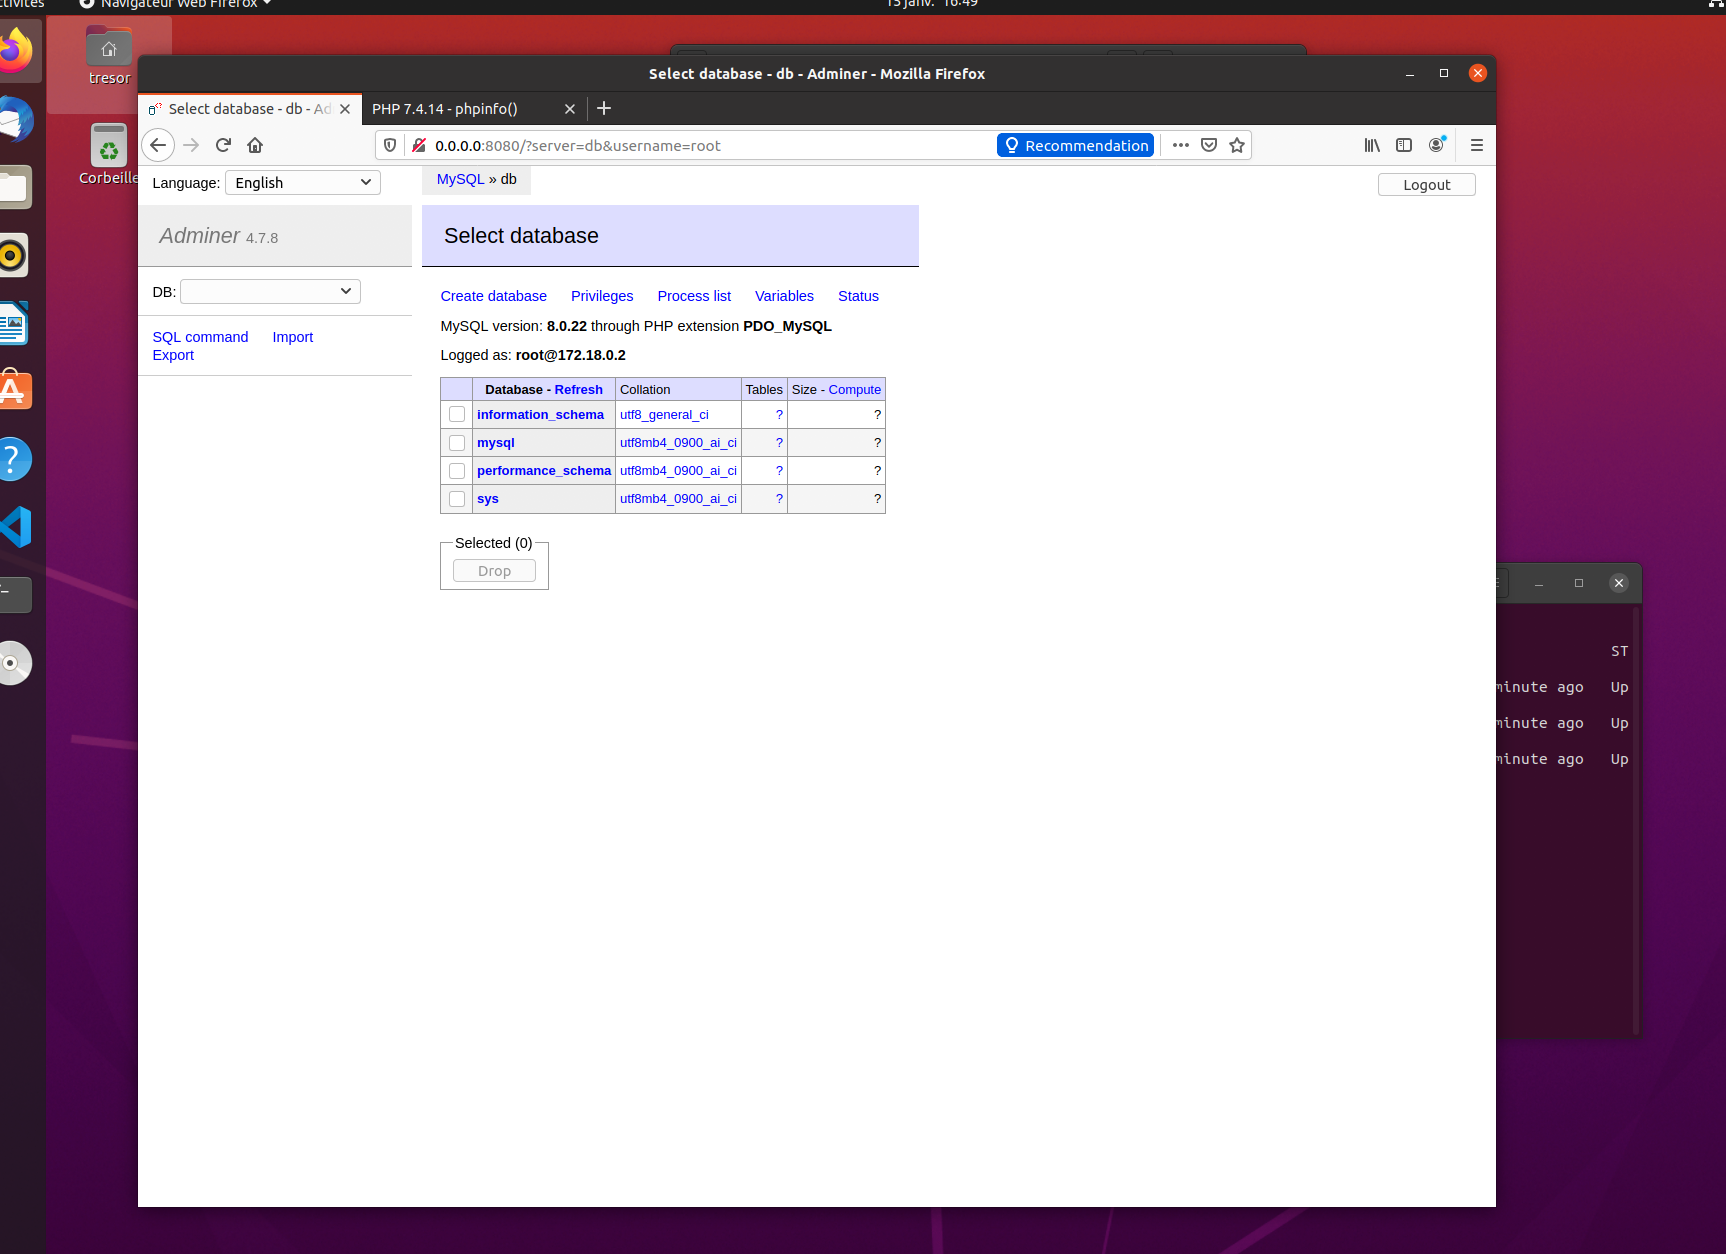 Navigateur Web Firefox
15 janv. 16:49
tresor
Corbeille
Select database - db - Adminer - Mozilla Firefox
Select database - db - Ad
PHP 7.4.14 - phpinfo()
0.0.0.0:8080/?server=db&username=root
Recommendation
Language: English
MySQL » db
Logout
Adminer 4.7.8
Select database
DB:
SQL command Import
Export
Create database Privileges Process list Variables Status
MySQL version: 8.0.22 through PHP extension PDO_MySQL
Logged as: root@172.18.0.2
Database - Refresh Collation Tables Size - Compute
information_schema utf8_general_ci ? ?
mysql utf8mb4_0900_ai_ci ? ?
performance_schema utf8mb4_0900_ai_ci ? ?
sys utf8mb4_0900_ai_ci ? ?
Selected (0)
Drop
ST
minute ago Up
minute ago Up
minute ago Up